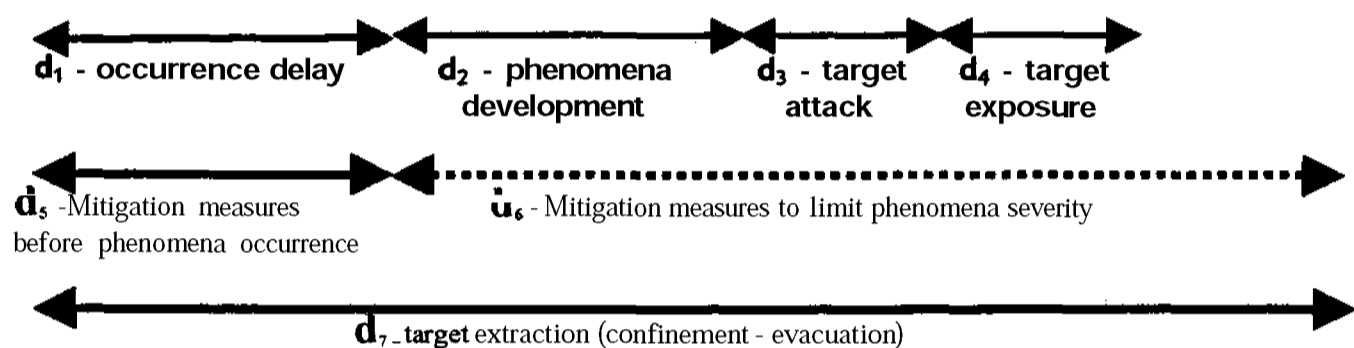 d₁ - occurrence delay
d₂ - phenomena
development
d₃ - target
attack
d₄ - target
exposure
d₅ -Mitigation measures
before phenomena occurrence
u₆ - Mitigation measures to limit phenomena severity
d₇ - target extraction (confinement - evacuation)